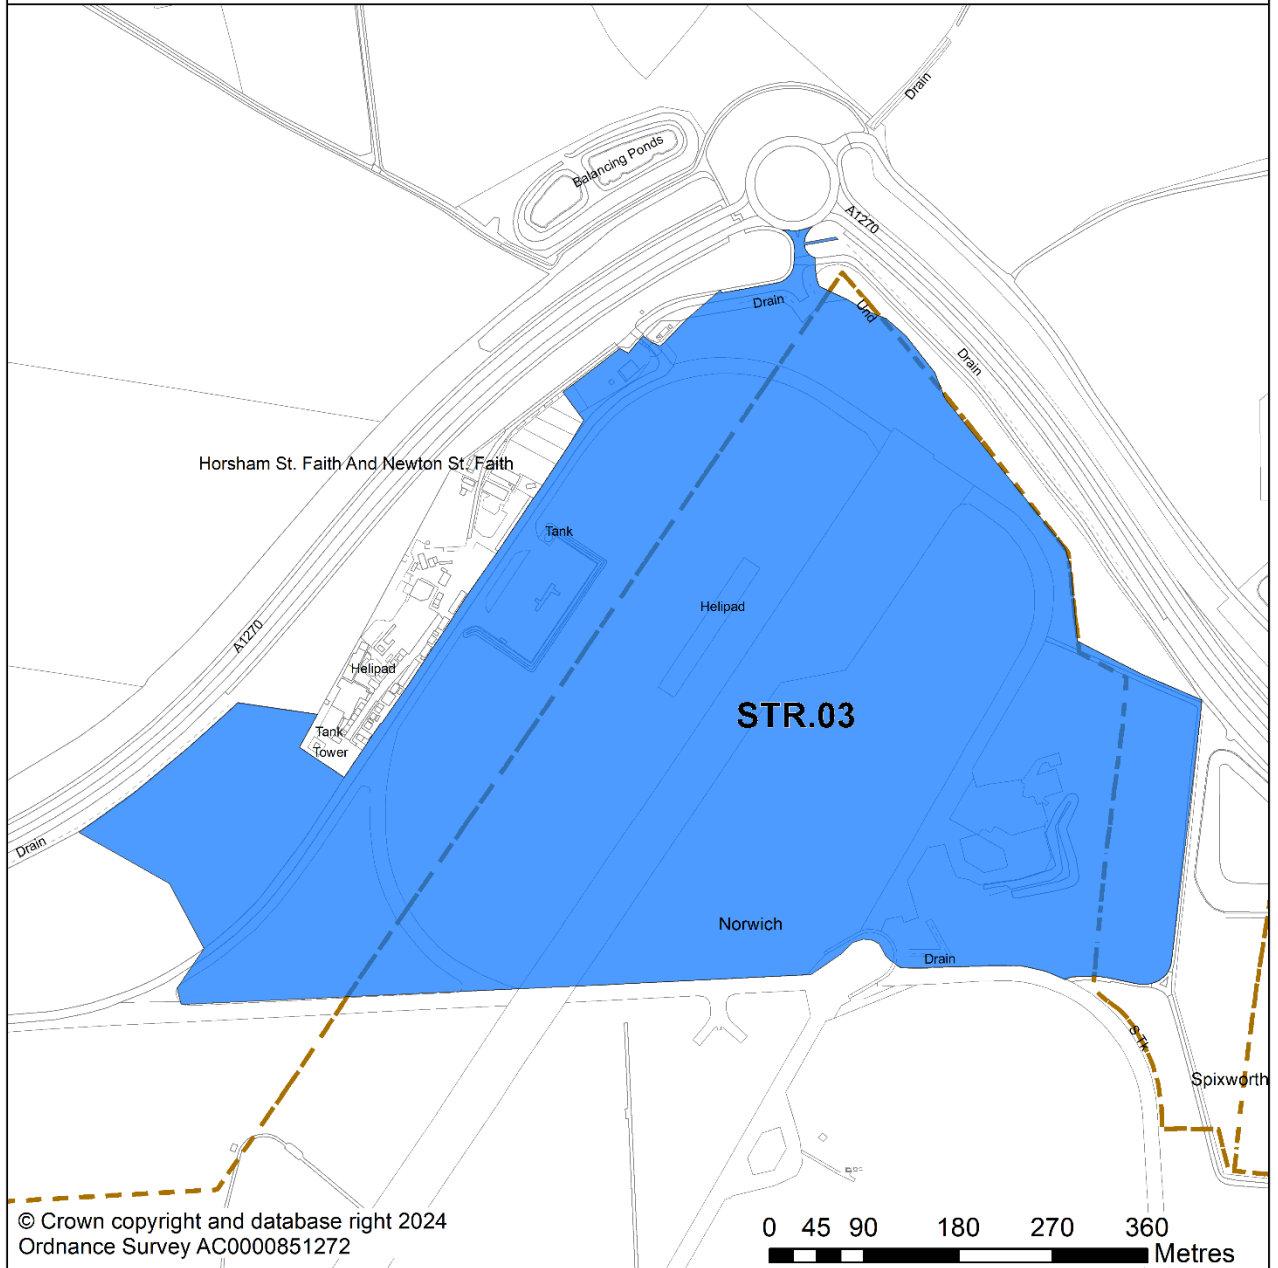 Drain
Balancing Ponds
A1270
Drain
Und
Drain
Horsham St. Faith And Newton St. Faith
Tank
Helipad
A1270
Helipad
STR.03
Tank
Tower
Drain
Norwich
Drain
S Tk
Spixworth
© Crown copyright and database right 2024
Ordnance Survey AC0000851272
0 45 90 180 270 360
Metres